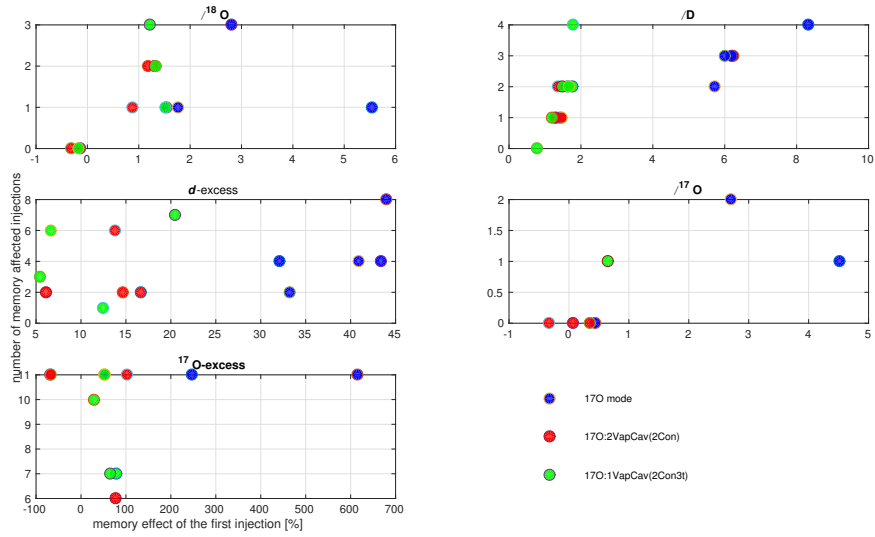 /18 O
3
2
1
0
-1 0 1 2 3 4 5 6
/D
4
3
2
1
0
0 2 4 6 8 10
number of memory affected injections
d-excess
8
6
4
2
0
5 10 15 20 25 30 35 40 45
/17 O
2
1.5
1
0.5
0
-1 0 1 2 3 4 5
17 O-excess
11
10
9
8
7
6
-100 0 100 200 300 400 500 600 700
memory effect of the first injection [%]
17O mode
17O:2VapCav(2Con)
17O:1VapCav(2Con3t)